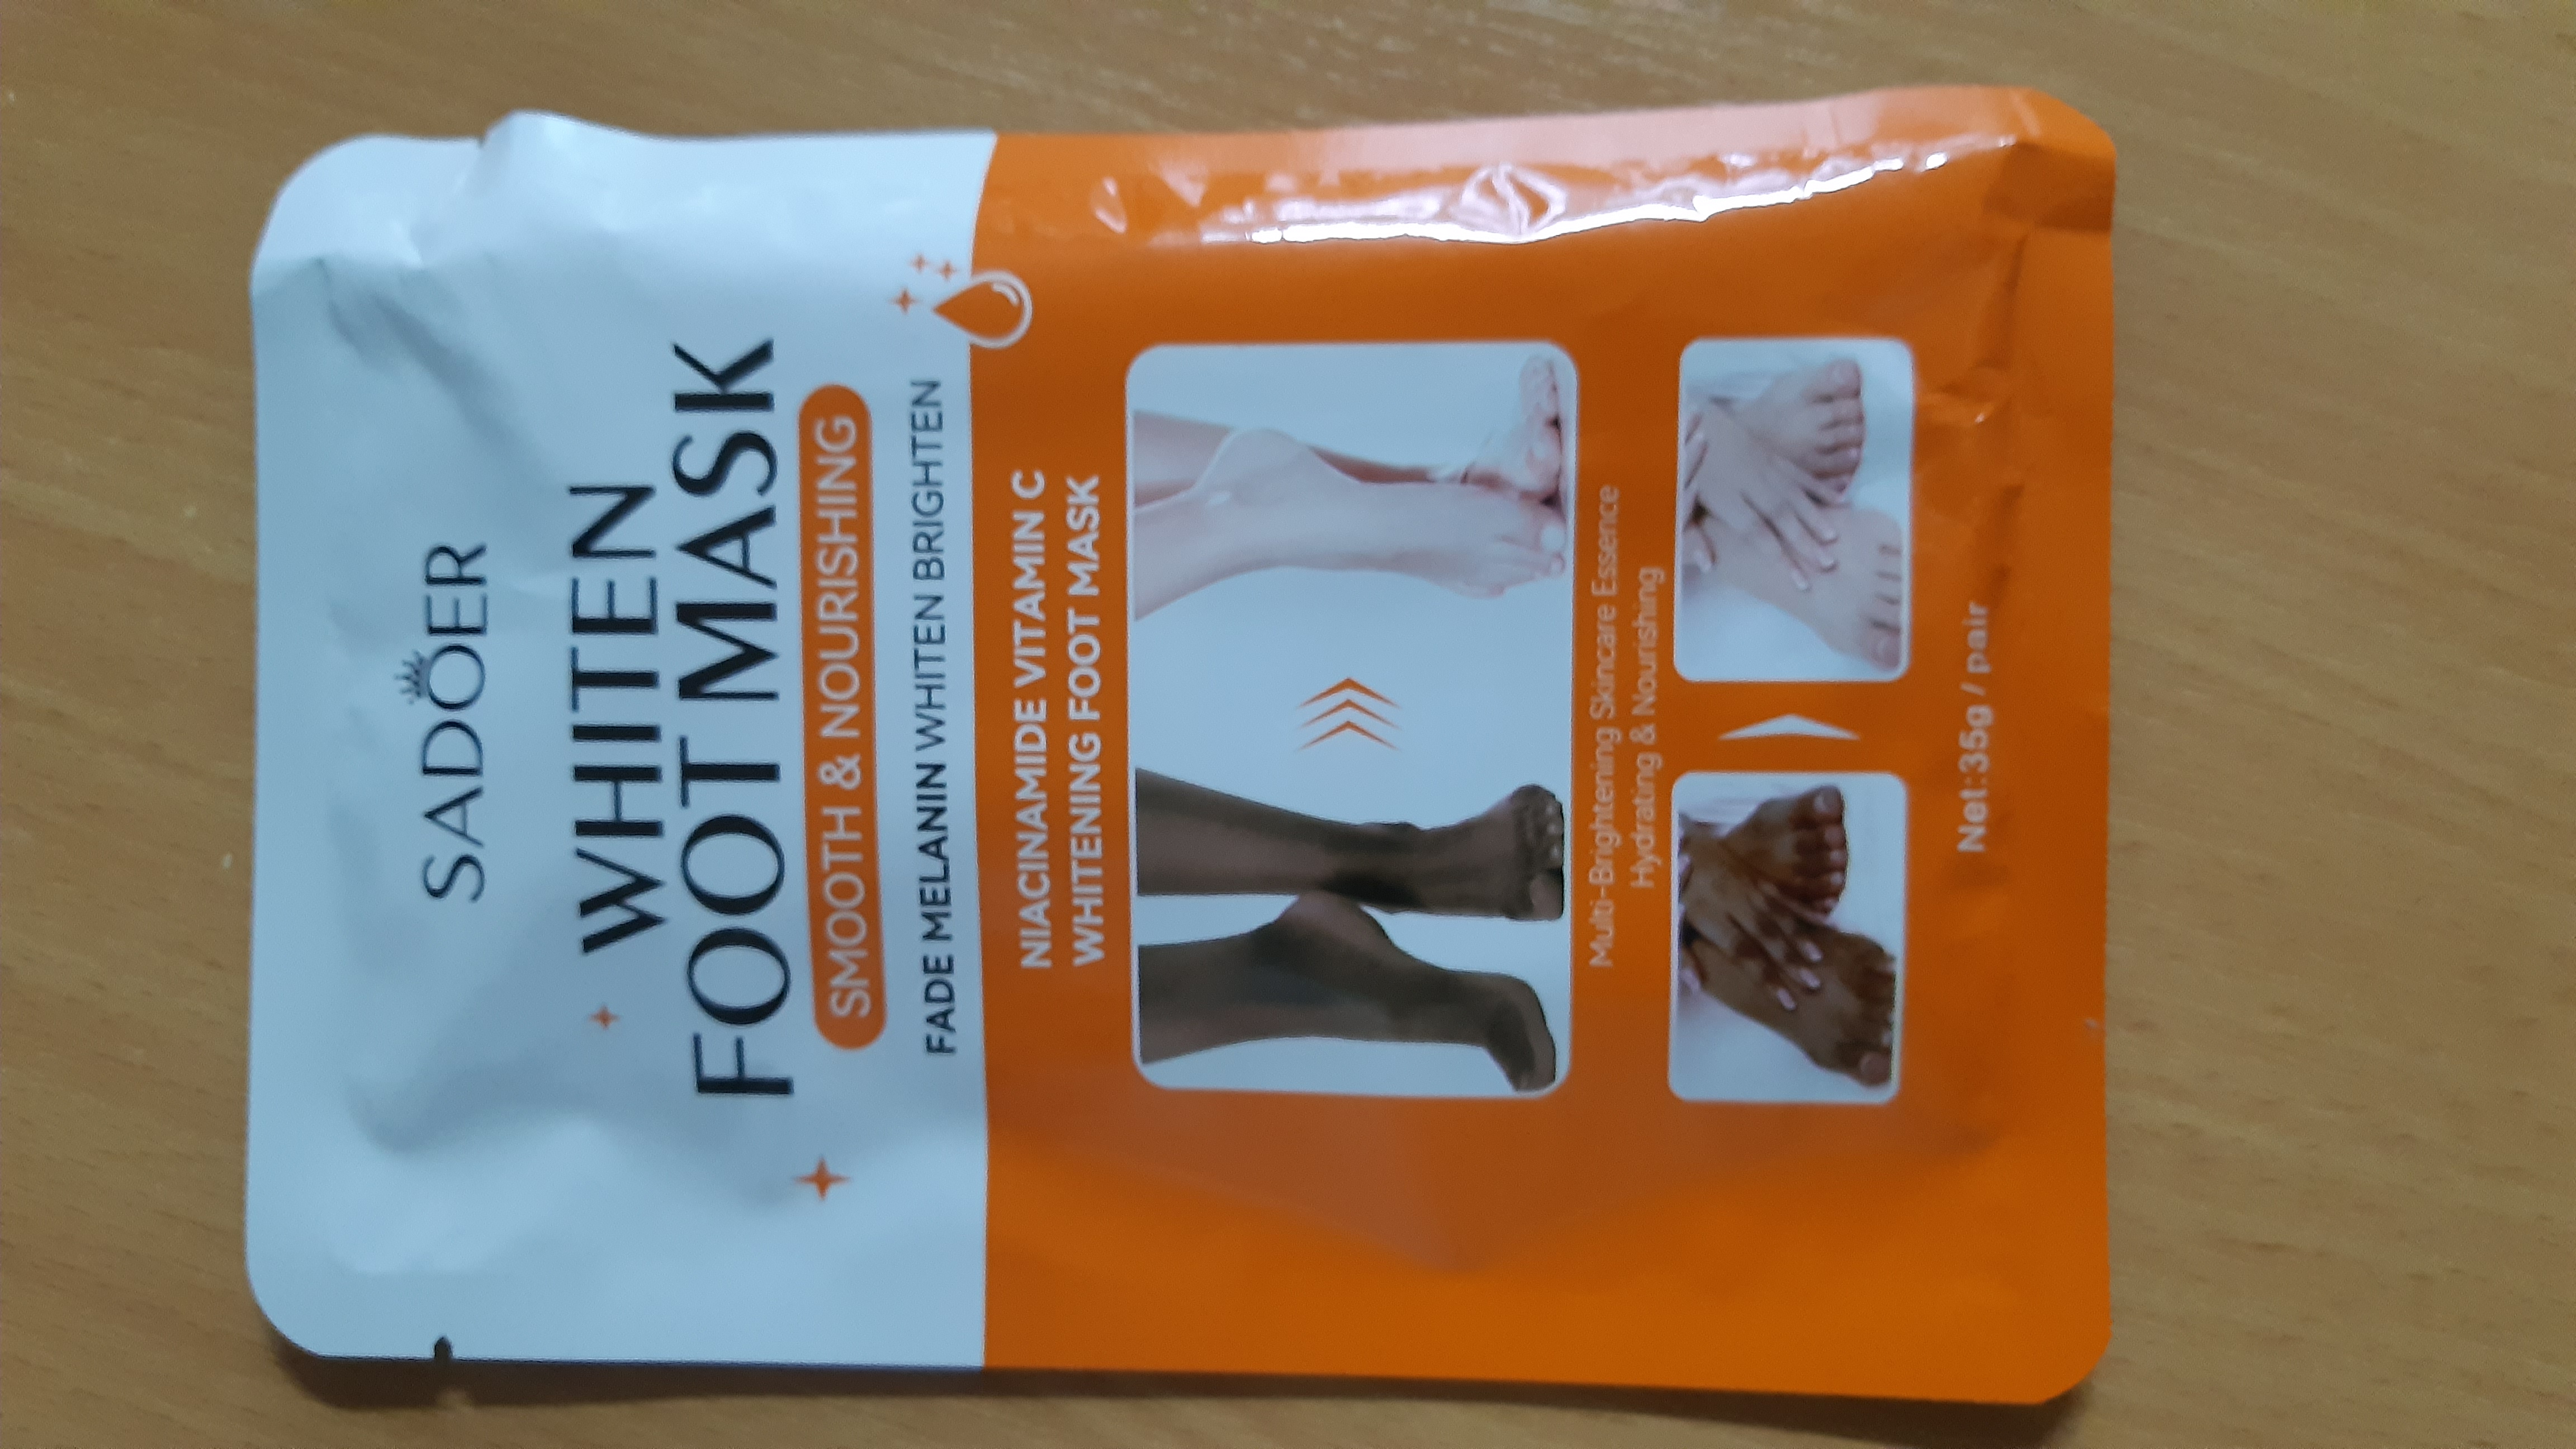 SADOER
WHITEN
FOOT MASK
SMOOTH & NOURISHING
FADE MELANNIN WHITEN BRIGHTEN
NIACINAMIDE VITAMIN C
WHITENING FOOT MASK
Multi-Brightening Skincare Essence
Hydrating & Nourishing
Net:35g / pair